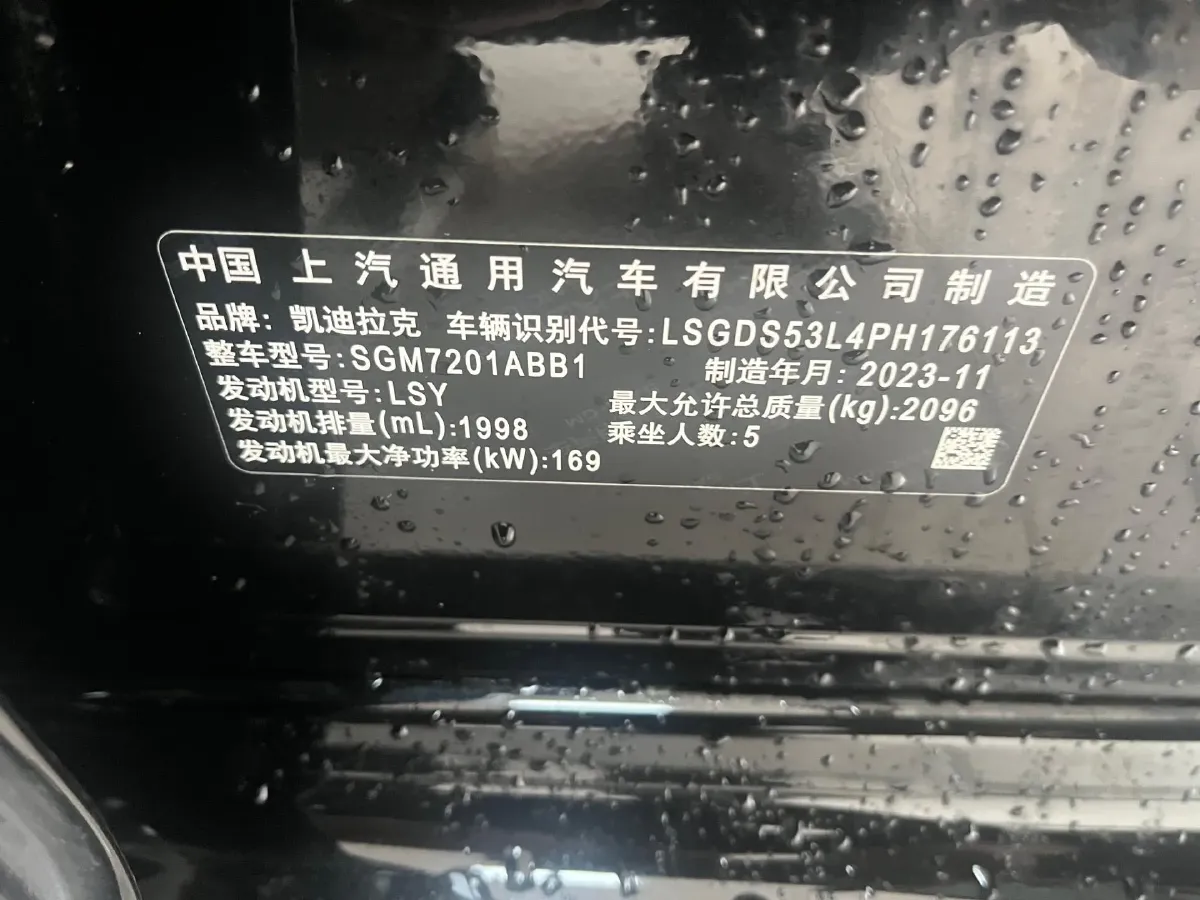 中国 上汽通用汽车有限公司制造
品牌: 凯迪拉克 车辆识别代号:LSGDS53L4PH176113
整车型号:SGM7201ABB1 制造年月: 2023-11
发动机型号:LSY 最大允许总质量(kg):2096
发动机排量(mL):1998 乘坐人数:5
发动机最大净功率(kW):169